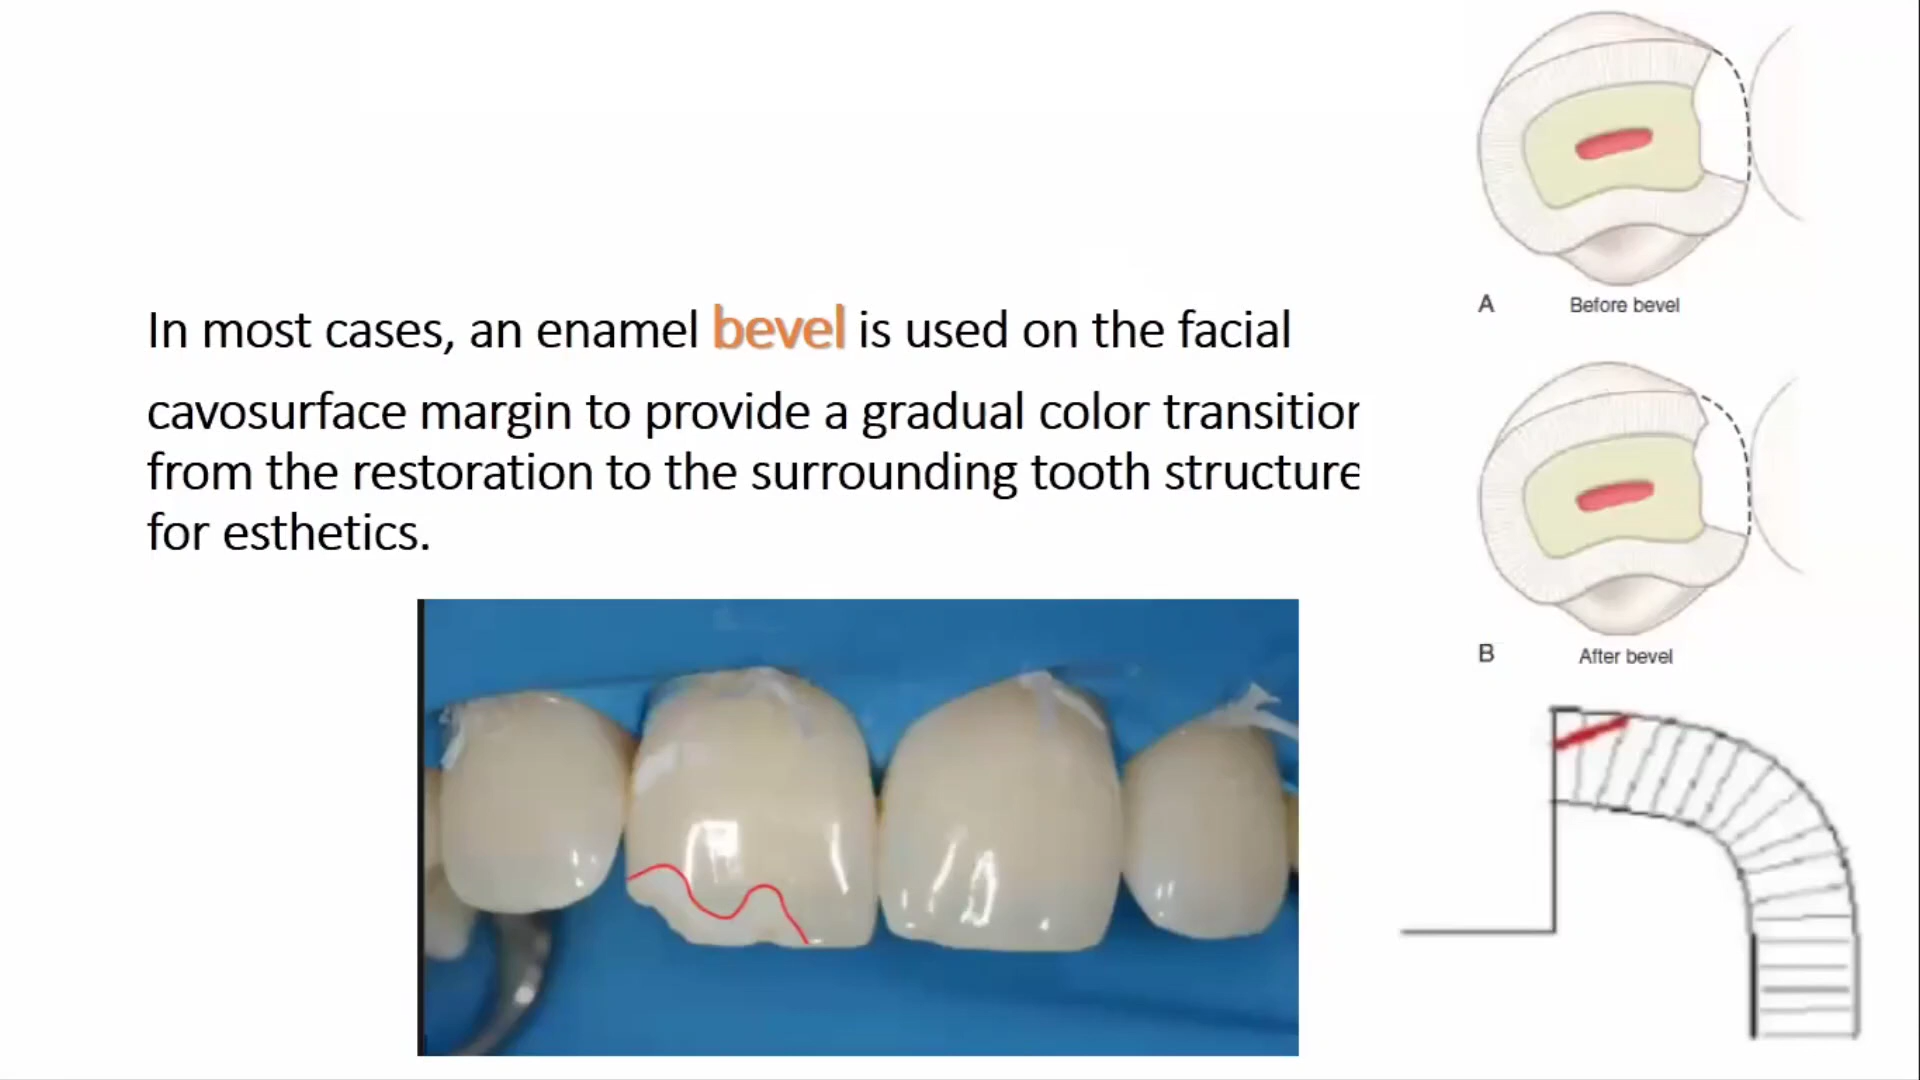 In most cases, an enamel bevel is used on the facial
cavosurface margin to provide a gradual color transition
from the restoration to the surrounding tooth structure
for esthetics.
A Before bevel
B After bevel